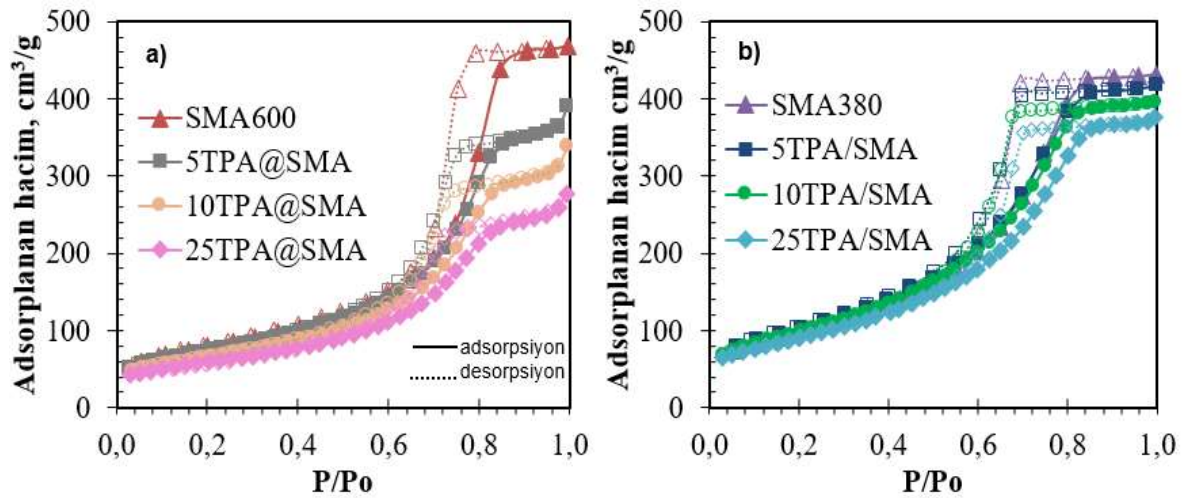 a)
Adsorplanan hacim, cm³/g
500
400
300
200
100
0
SMA600
5TPA@SMA
10TPA@SMA
25TPA@SMA
adsorpsiyon
desorpsiyon
0,0 0,2 0,4 0,6 0,8 1,0
P/Po
b)
Adsorplanan hacim cm³/g
500
400
300
200
100
0
SMA380
5TPA/SMA
10TPA/SMA
25TPA/SMA
0,0 0,2 0,4 0,6 0,8 1,0
P/Po